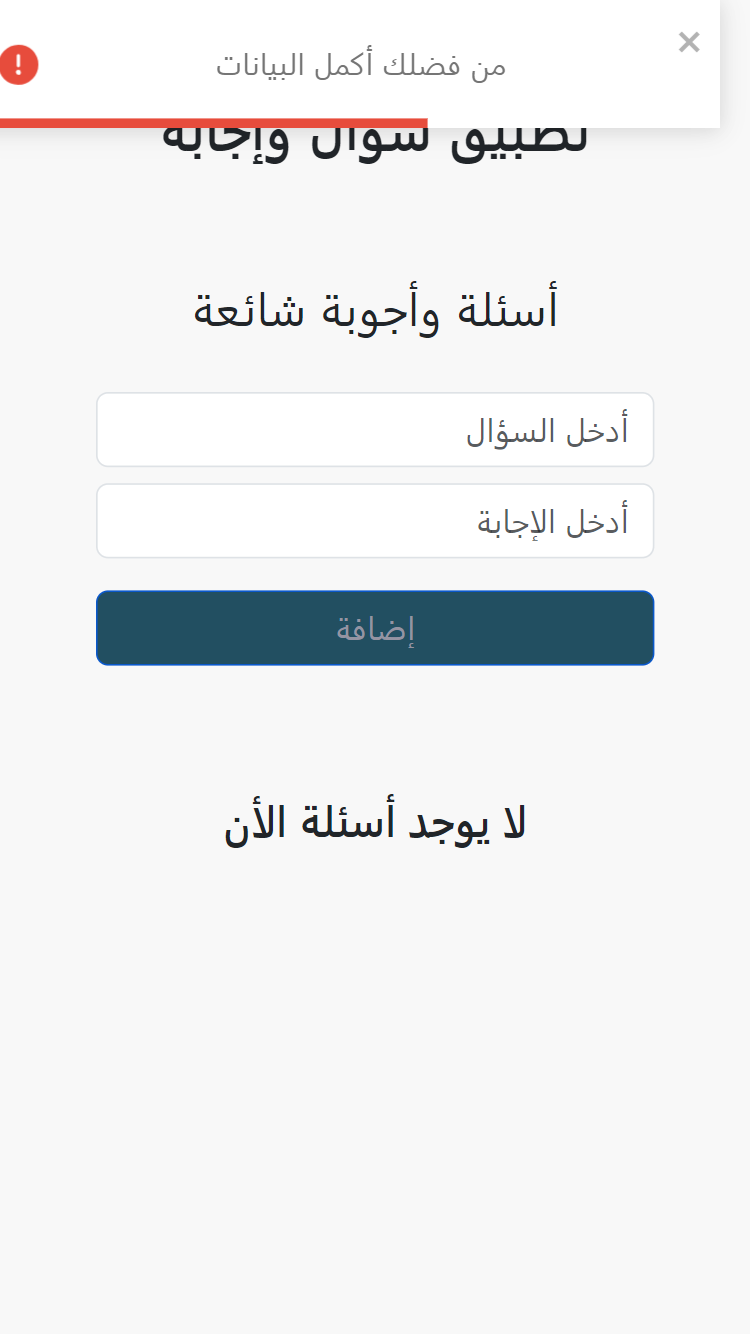 من فضلك أكمل البيانات
تطبيق سؤال وإجابة
أسئلة وأجوبة شائعة
أدخل السؤال
أدخل الإجابة
إضافة
لا يوجد أسئلة الأن